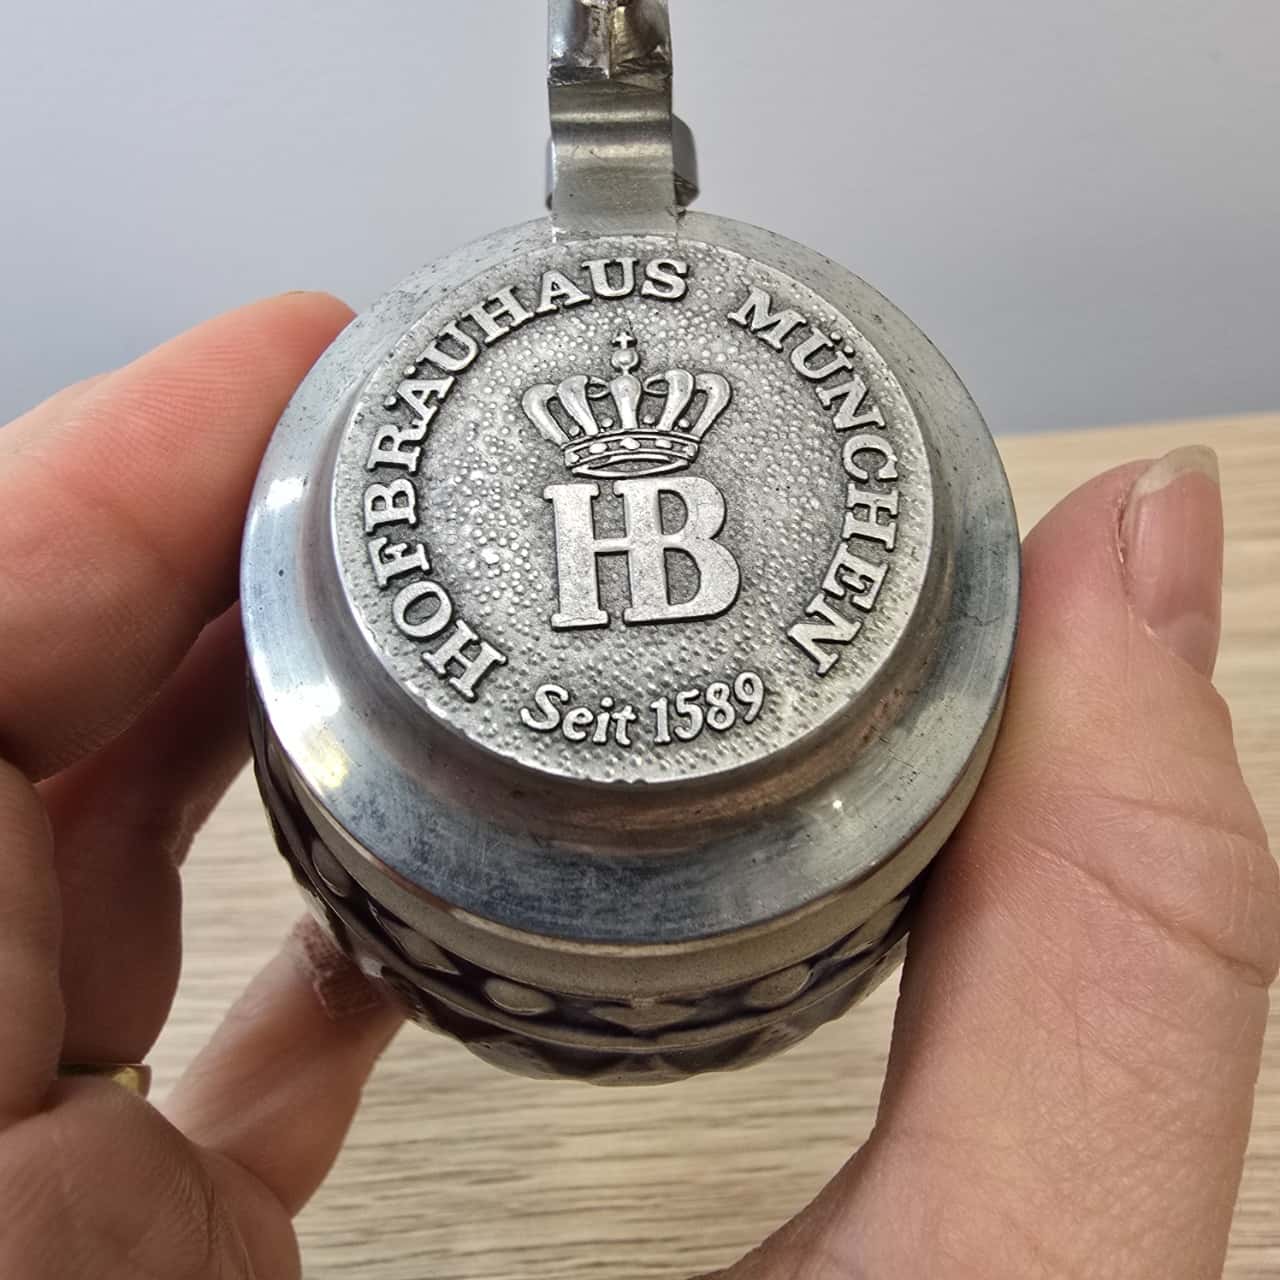 HOFBRÄUHAUS MÜNCHEN
HB
Seit 1589